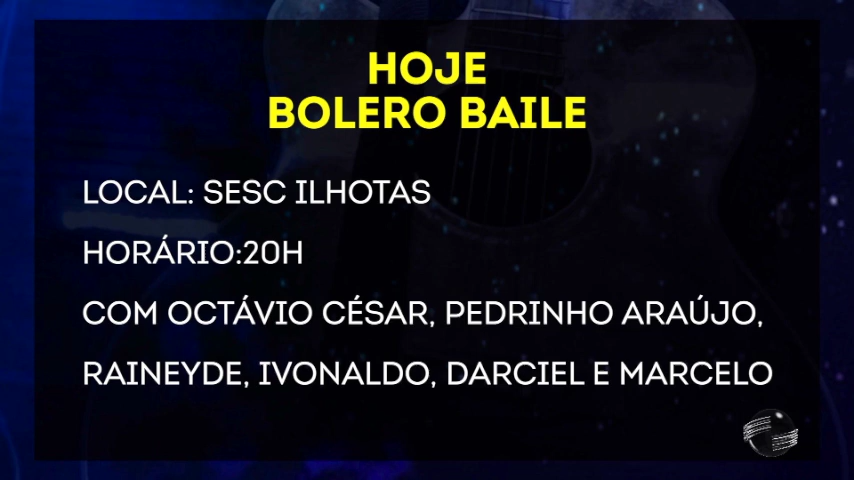 HOJE
BOLERO BAILE
LOCAL: SESC ILHOTAS
HORÁRIO:20H
COM OCTÁVIO CÉSAR, PEDRINHO ARAÚJO,
RAINEYDE, IVONALDO, DARCIEL E MARCELO